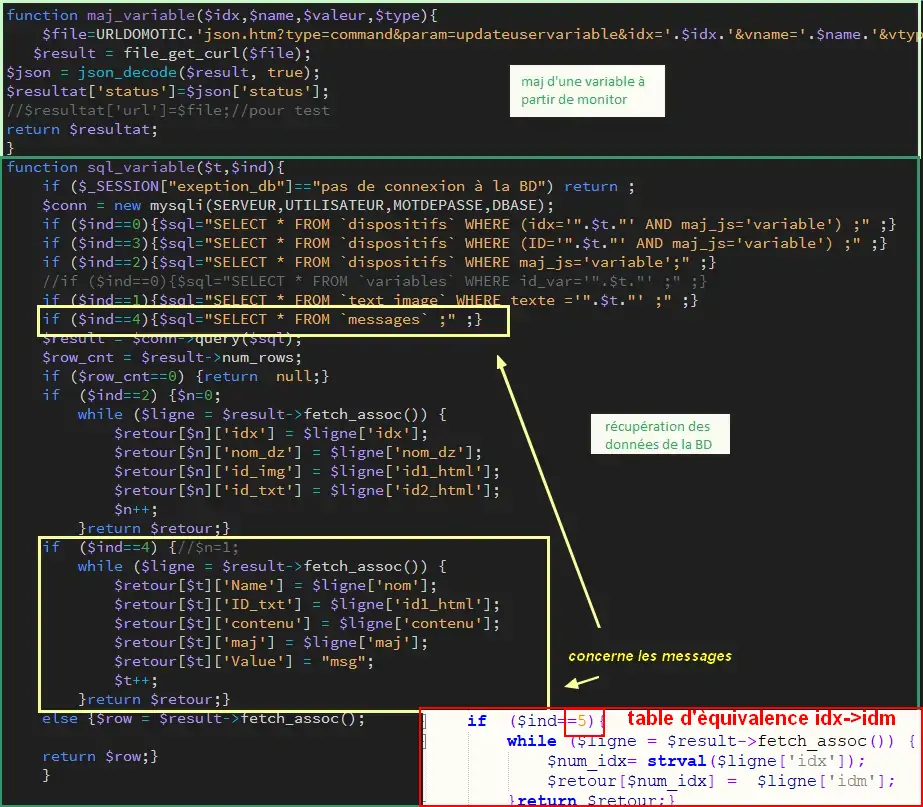 function maj_variable($idx,$name,$valeur,$type){
$file=URLDOMOTIC.'json.htm?type=command&param=updateuservariable&idx='.$idx.'&vname='.$name.'&vtyp
$result = file_get_curl($file);
$json = json_decode($result, true);
$resultat['status']=$json['status'];
//$resultat['url']=$file;//pour test
return $resultat;
}
maj d'une variable à
partir de monitor
function sql_variable($t,$ind){
if ($_SESSION["exeption_db"]=="pas de connexion à la BD") return ;
$conn = new mysqli(SERVEUR,UTILISATEUR,MOTDEPASSE,DBASE);
if ($ind==0){$sql="SELECT * FROM `dispositifs` WHERE (idx='".$t."' AND maj_js='variable') ;" ;}
if ($ind==3){$sql="SELECT * FROM `dispositifs` WHERE (ID='".$t."' AND maj_js='variable') ;" ;}
if ($ind==2){$sql="SELECT * FROM `dispositifs` WHERE maj_js='variable';" ;}
//if ($ind==0){$sql="SELECT * FROM `variables` WHERE id_var='".$t."' ;" ;}
if ($ind==1){$sql="SELECT * FROM `text_image` WHERE texte ='".$t."' ;" ;}
if ($ind==4){$sql="SELECT * FROM `messages` ;" ;}
$result = $conn->query($sql);
$row_cnt = $result->num_rows;
if ($row_cnt==0) {return  null;}
if  ($ind==2) {$n=0;
while ($ligne = $result->fetch_assoc()) {
$retour[$n]['idx'] = $ligne['idx'];
$retour[$n]['nom_dz'] = $ligne['nom_dz'];
$retour[$n]['id_img'] = $ligne['id1_html'];
$retour[$n]['id_txt'] = $ligne['id2_html'];
$n++;
}return $retour;}
récupération des
données de la BD
if  ($ind==4) {//$n=1;
while ($ligne = $result->fetch_assoc()) {
$retour[$t]['Name'] = $ligne['nom'];
$retour[$t]['ID_txt'] = $ligne['id1_html'];
$retour[$t]['contenu'] = $ligne['contenu'];
$retour[$t]['maj'] = $ligne['maj'];
$retour[$t]['Value'] = "msg";
$t++;
}return $retour;}
concerne les messages
else {$row = $result->fetch_assoc();
return $row;}
}
if  ($ind==5){ table d'èquivalence idx->idm
while ($ligne = $result->fetch_assoc()) {
$num_idx= strval($ligne['idx']);
$retour[$num_idx] =  $ligne['idm'];
}return $retour;}